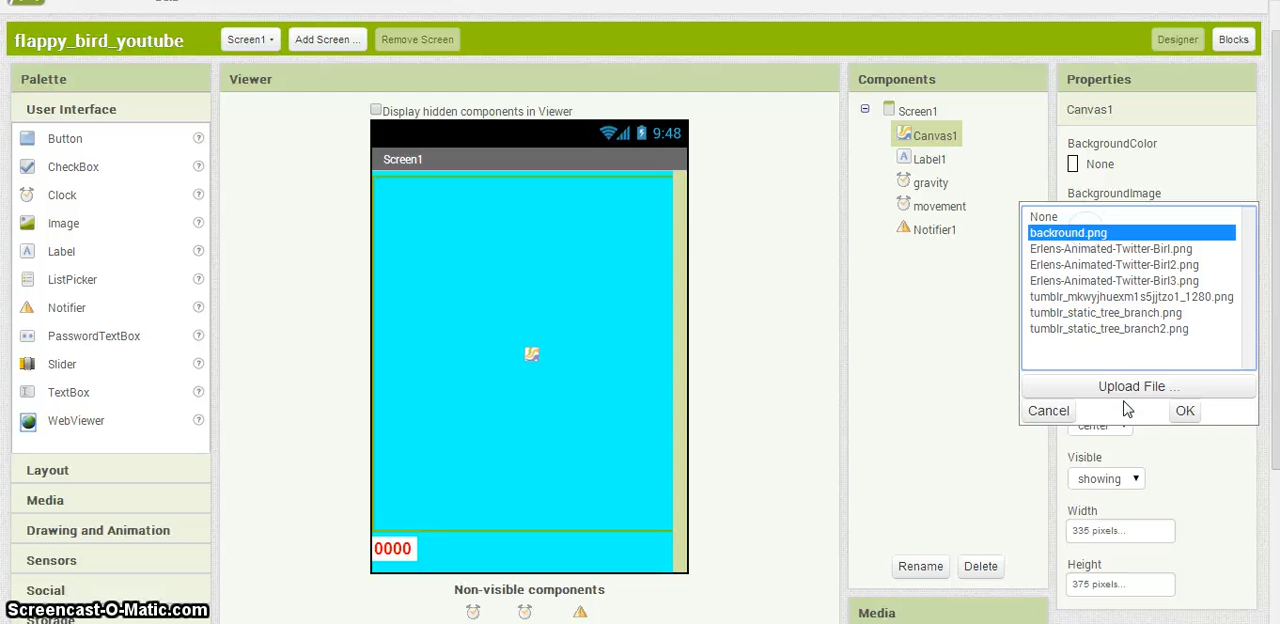 flappy_bird_youtube
Screen1
Add Screen ...
Remove Screen
Designer
Blocks
Palette
User Interface
Button
CheckBox
Clock
Image
Label
ListPicker
Notifier
PasswordTextBox
Slider
TextBox
WebViewer
Layout
Media
Drawing and Animation
Sensors
Social
Storage
Viewer
Display hidden components in Viewer
9:48
Screen1
0000
Non-visible components
Components
Screen1
Canvas1
Label1
gravity
movement
Notifier1
Rename
Delete
Media
Properties
Canvas1
BackgroundColor
None
BackgroundImage
None
backround.png
Erlens-Animated-Twitter-Birl.png
Erlens-Animated-Twitter-Birl2.png
Erlens-Animated-Twitter-Birl3.png
tumblr_mkwyjhuexm1s5jjtzo1_1280.png
tumblr_static_tree_branch.png
tumblr_static_tree_branch2.png
Upload File ...
Cancel
OK
center
Visible
showing
Width
335 pixels...
Height
375 pixels...
Screencast-O-Matic.com